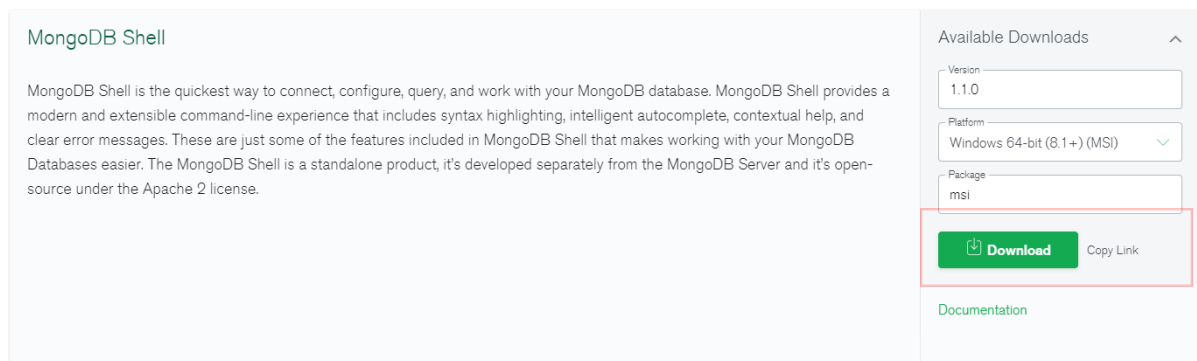 MongoDB Shell
MongoDB Shell is the quickest way to connect, configure, query, and work with your MongoDB database. MongoDB Shell provides a
modern and extensible command-line experience that includes syntax highlighting, intelligent autocomplete, contextual help, and
clear error messages. These are just some of the features included in MongoDB Shell that makes working with your MongoDB
Databases easier. The MongoDB Shell is a standalone product, it's developed separately from the MongoDB Server and it's open-
source under the Apache 2 license.
Available Downloads
Version
1.1.0
Platform
Windows 64-bit (8.1+) (MSI)
Package
msi
Download Copy Link
Documentation